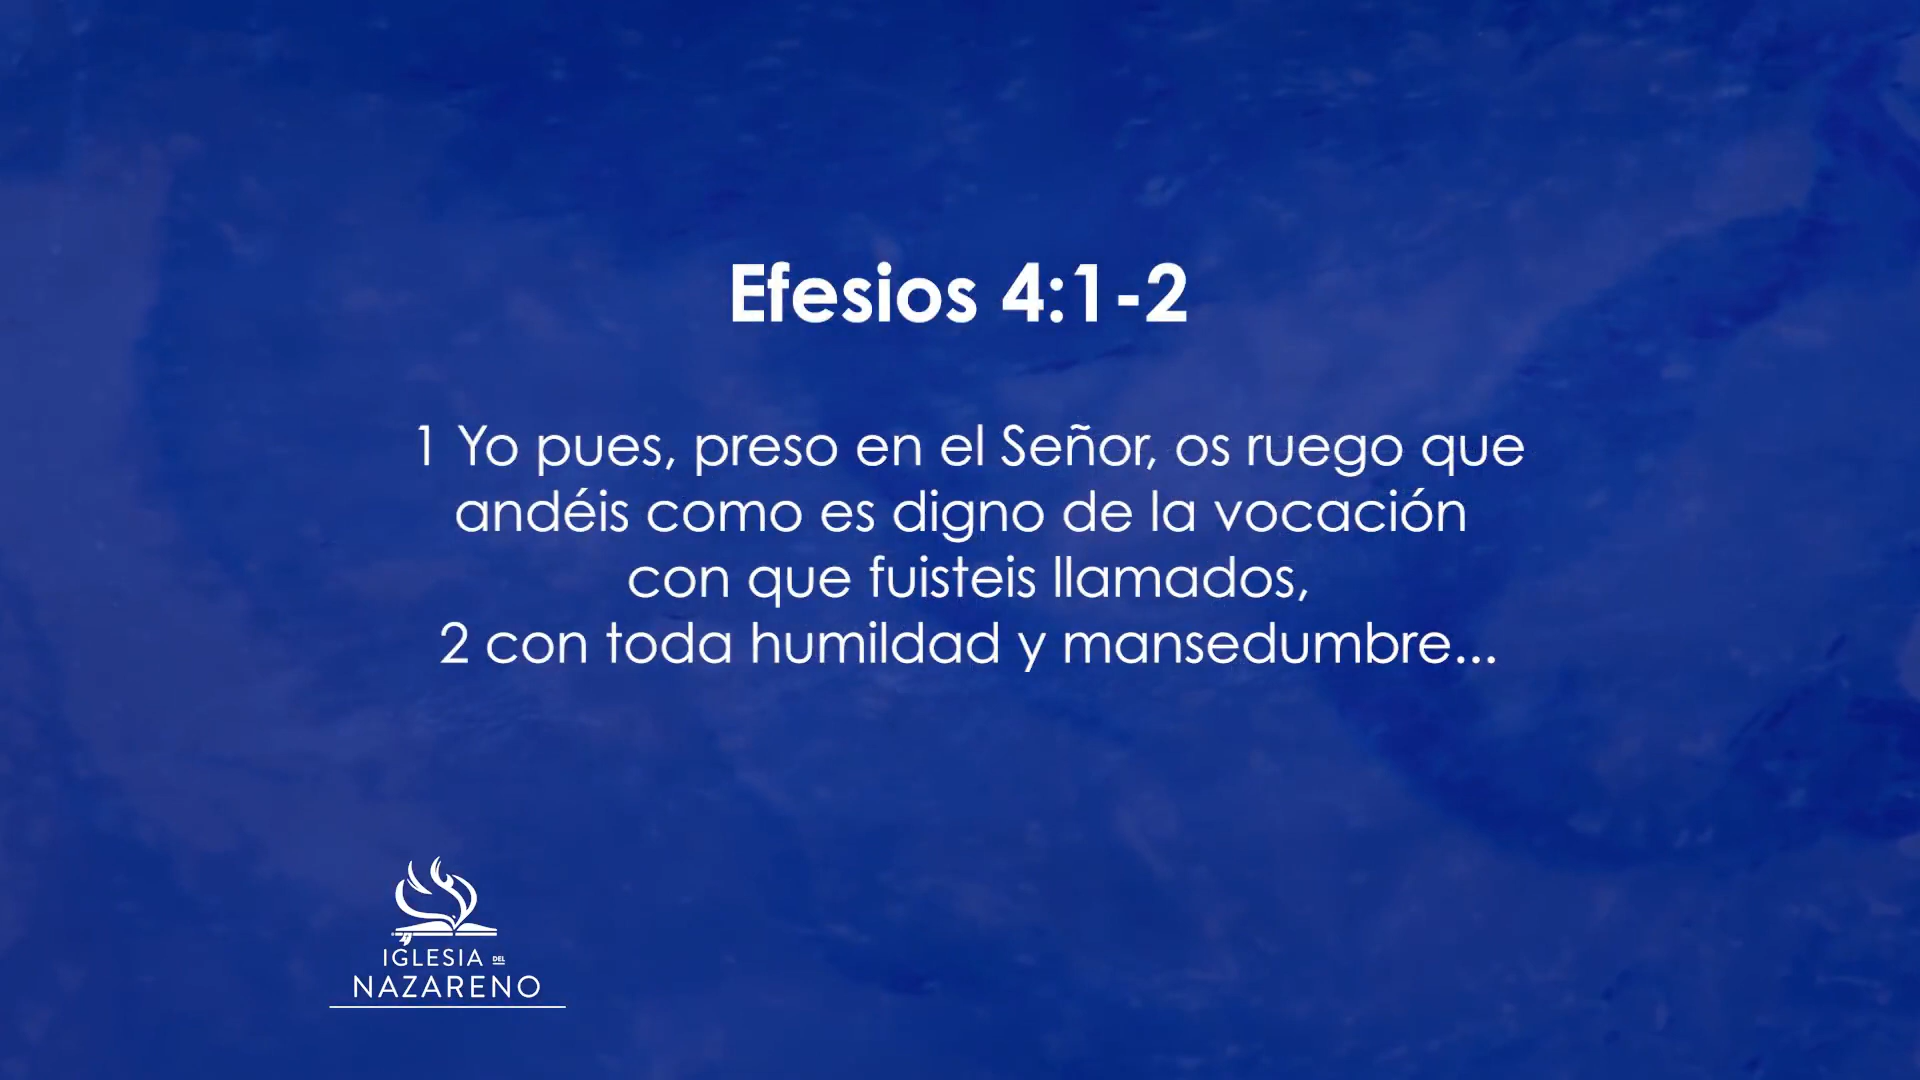 Efesios 4:1-2
1 Yo pues, preso en el Señor, os ruego que
andéis como es digno de la vocación
con que fuisteis llamados,
2 con toda humildad y mansedumbre...
IGLESIA DEL
NAZARENO